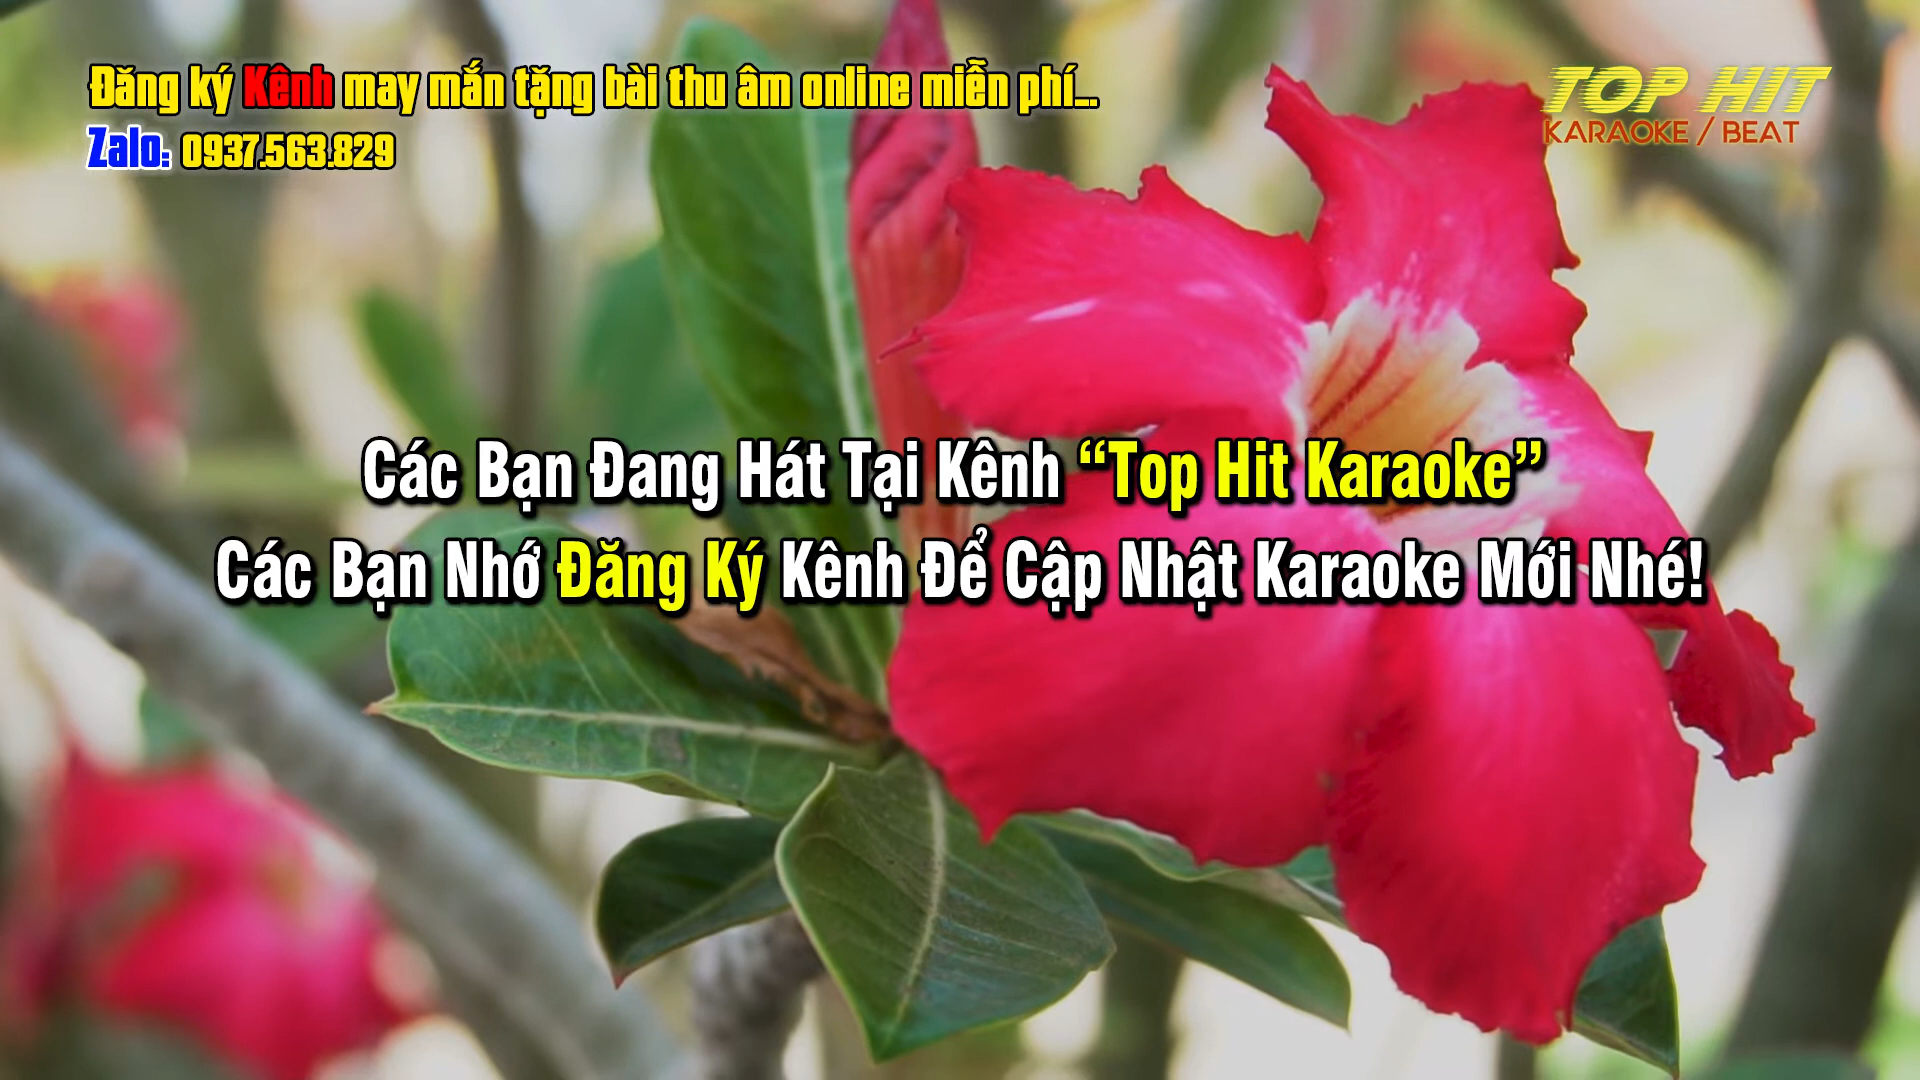 Đăng ký Kênh may mắn tặng bài thu âm online miễn phí...
Zalo: 0937.563.829
TOP HIT
KARAOKE / BEAT
Các Bạn Đang Hát Tại Kênh “Top Hit Karaoke”
Các Bạn Nhớ Đăng Ký Kênh Để Cập Nhật Karaoke Mới Nhé!